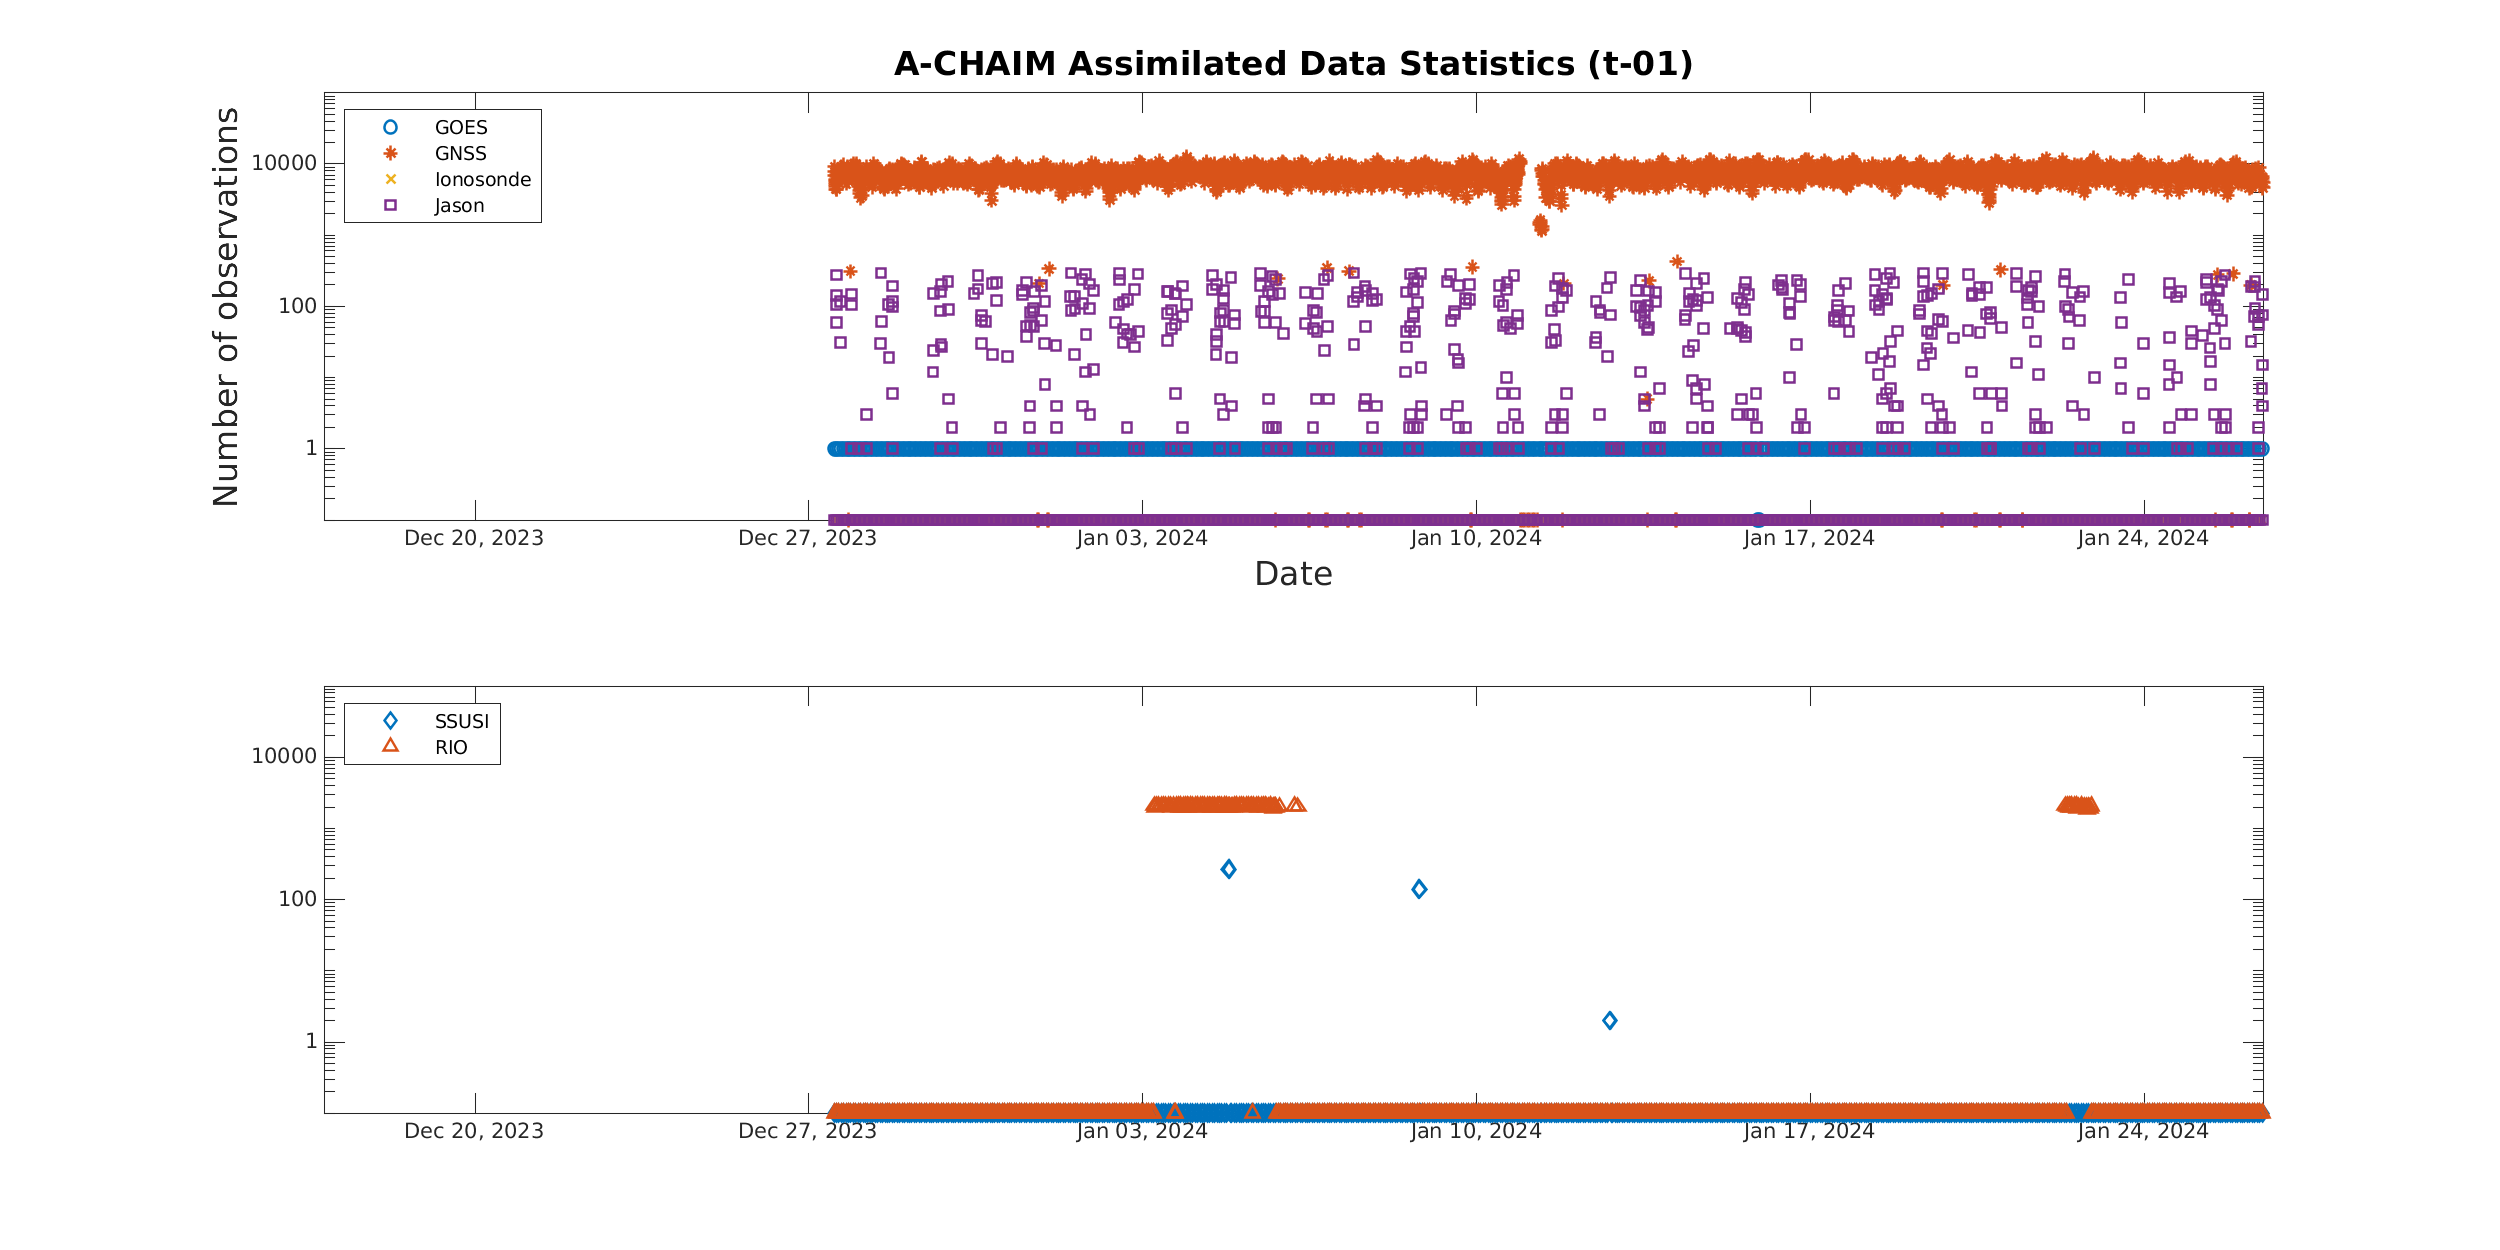 A-CHAIM Assimilated Data Statistics (t-01)
Number of observations
10000
100
1
GOES
GNSS
Ionosonde
Jason
Dec 20, 2023
Dec 27, 2023
Jan 03, 2024
Jan 10, 2024
Jan 17, 2024
Jan 24, 2024
Date
10000
100
1
SSUSI
RIO
Dec 20, 2023
Dec 27, 2023
Jan 03, 2024
Jan 10, 2024
Jan 17, 2024
Jan 24, 2024